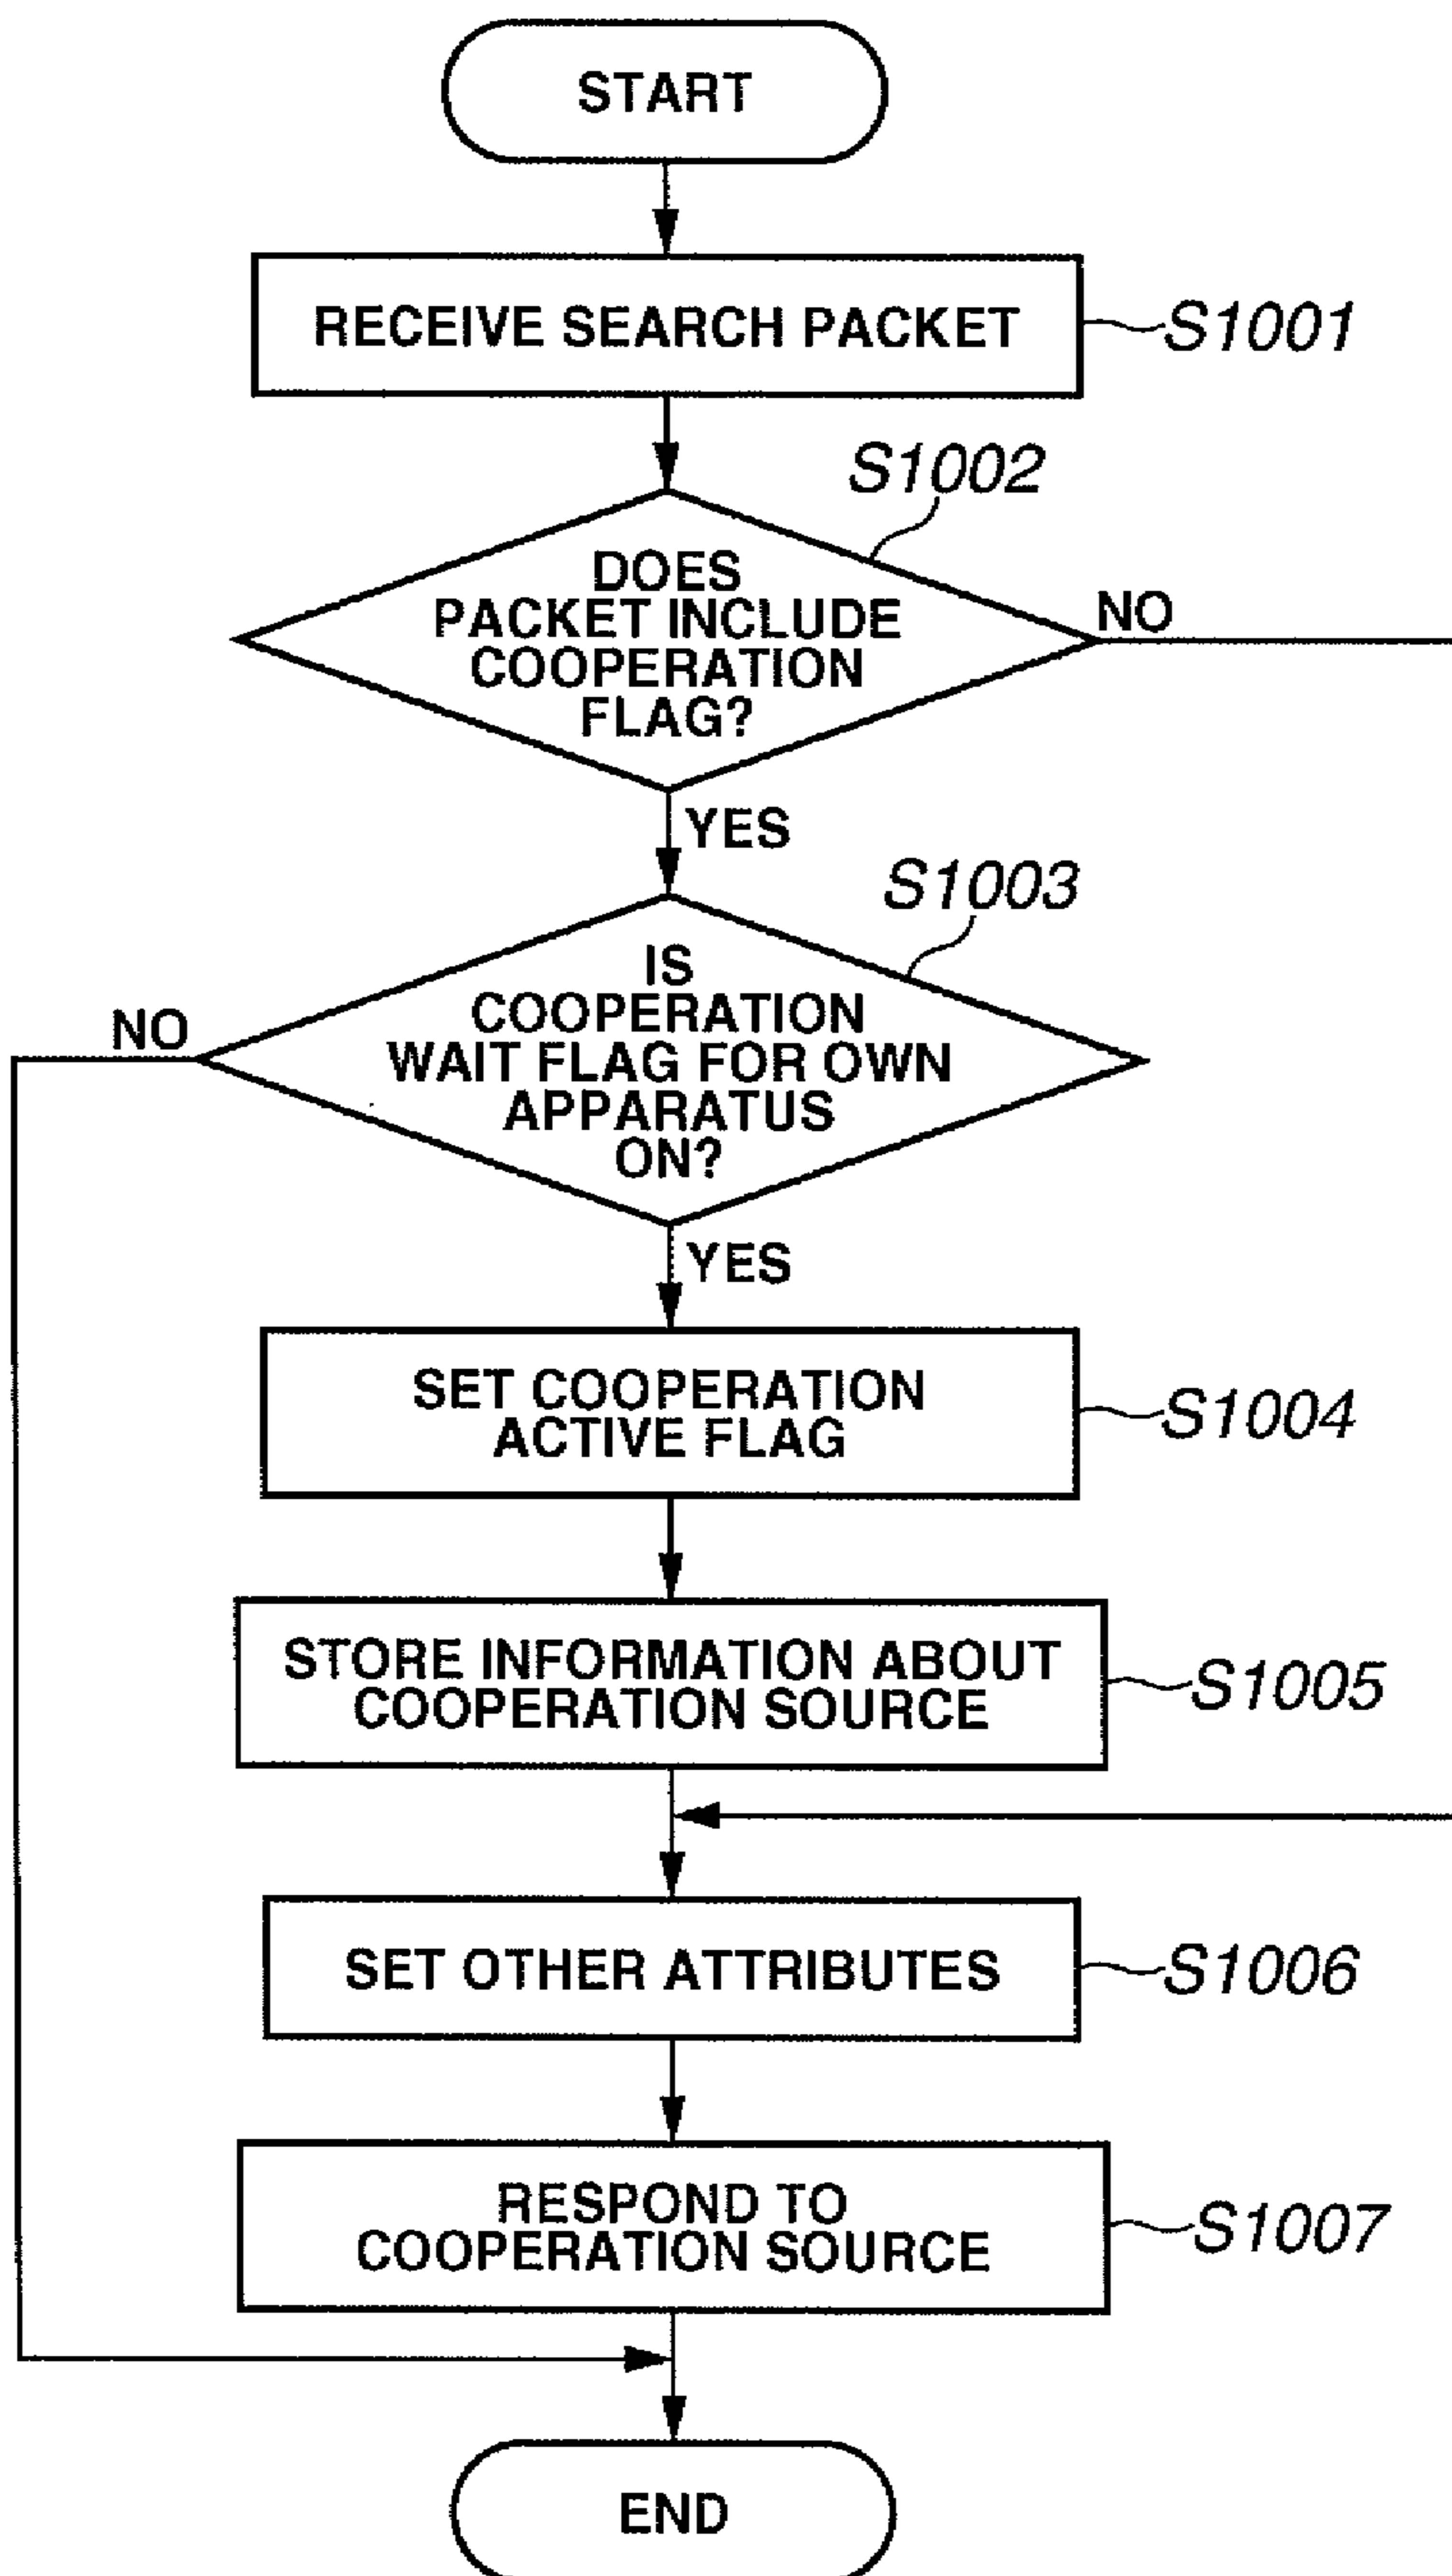 START
RECEIVE SEARCH PACKET
S1001
S1002
DOES
PACKET INCLUDE
COOPERATION
FLAG?
NO
YES
S1003
IS
COOPERATION
WAIT FLAG FOR OWN
APPARATUS
ON?
NO
YES
SET COOPERATION
ACTIVE FLAG
S1004
STORE INFORMATION ABOUT
COOPERATION SOURCE
S1005
SET OTHER ATTRIBUTES
S1006
RESPOND TO
COOPERATION SOURCE
S1007
END